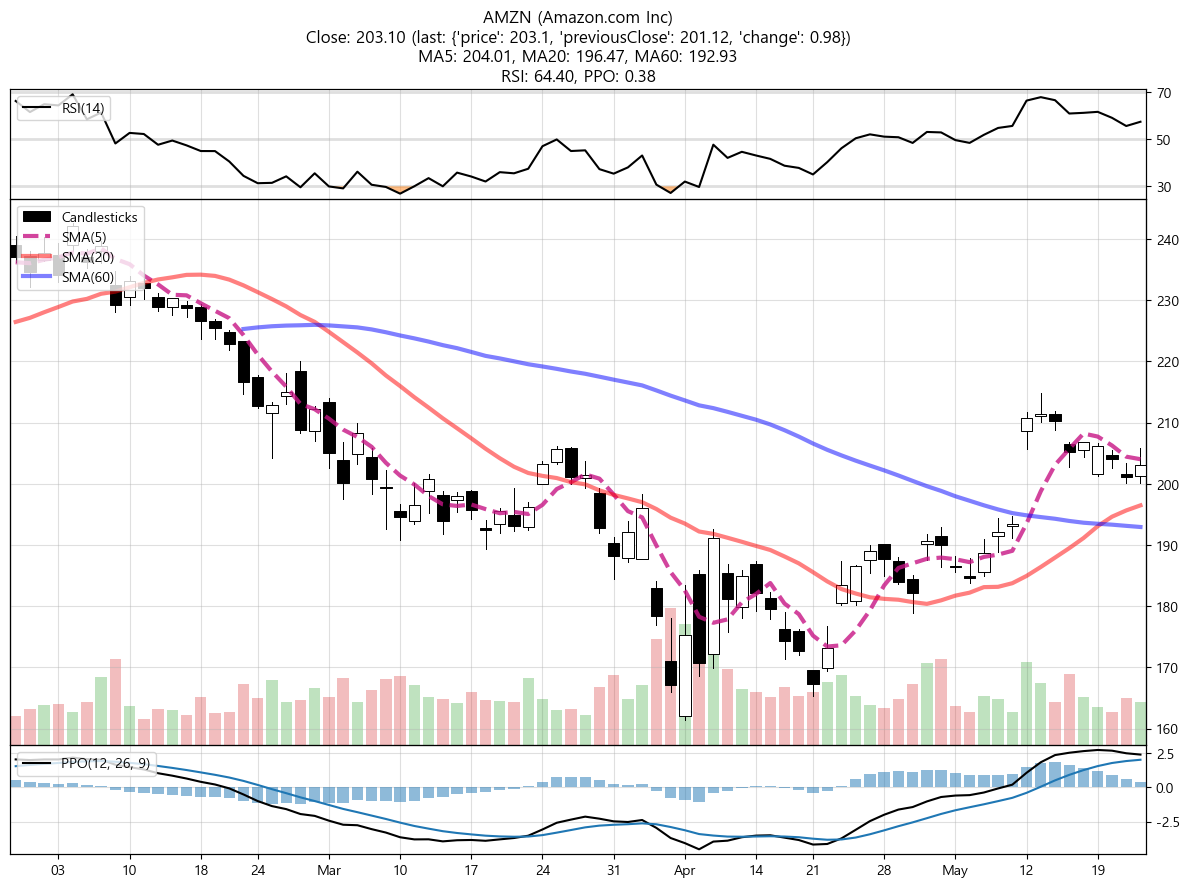 AMZN (Amazon.com Inc)
Close: 203.10 (last: {'price': 203.1, 'previousClose': 201.12, 'change': 0.98})
MA5: 204.01, MA20: 196.47, MA60: 192.93
RSI: 64.40, PPO: 0.38
RSI(14)
70
50
30
Candlesticks
SMA(5)
SMA(20)
SMA(60)
240
230
220
210
200
190
180
170
160
PPO(12, 26, 9)
2.5
0.0
−2.5
03 10 18 24 Mar 10 17 24 31 Apr 14 21 28 May 12 19